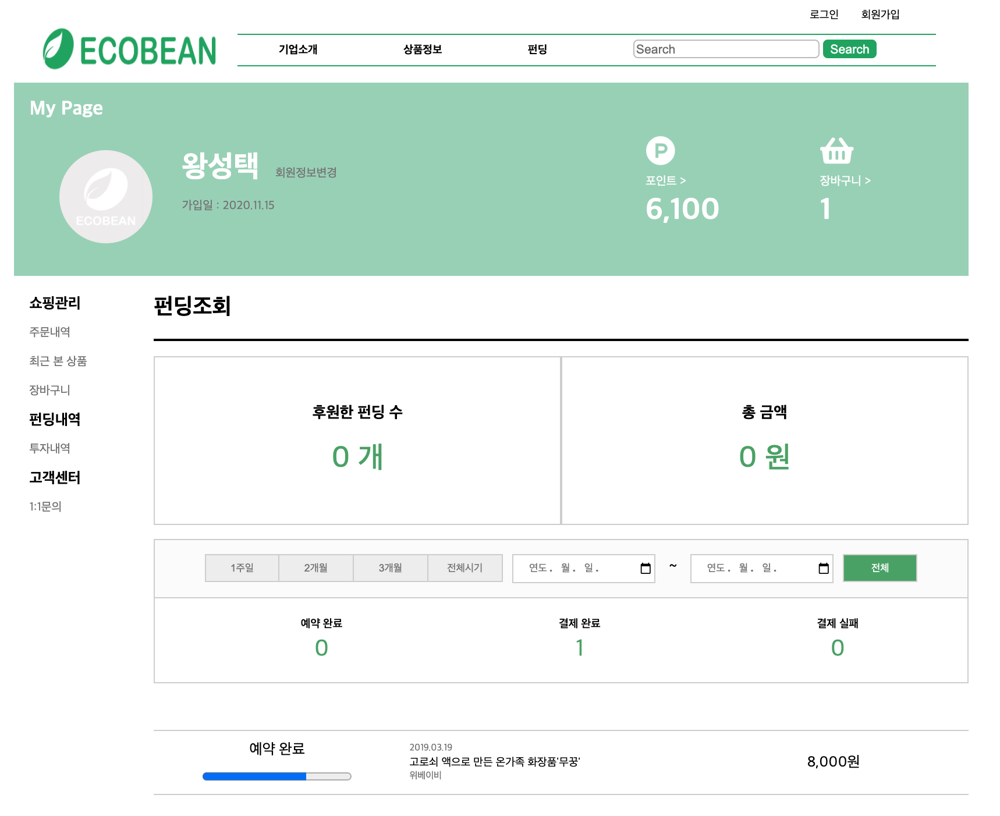 로그인 회원가입
ECOBEAN 기업소개 상품정보 펀딩 Search Search
My Page
왕성택 회원정보변경
가입일 : 2020.11.15
ECOBEAN
포인트 >
6,100
장바구니 >
1
쇼핑관리
주문내역
최근 본 상품
장바구니
펀딩내역
투자내역
고객센터
1:1문의
펀딩조회
후원한 펀딩 수
0 개
총 금액
0 원
1주일 2개월 3개월 전체시기 연도. 월. 일. ~ 연도. 월. 일. 전체
예약 완료 결제 완료 결제 실패
0 1 0
예약 완료
2019.03.19
고로쇠 액으로 만든 온가족 화장품'무꽁'
위베이비
8,000원